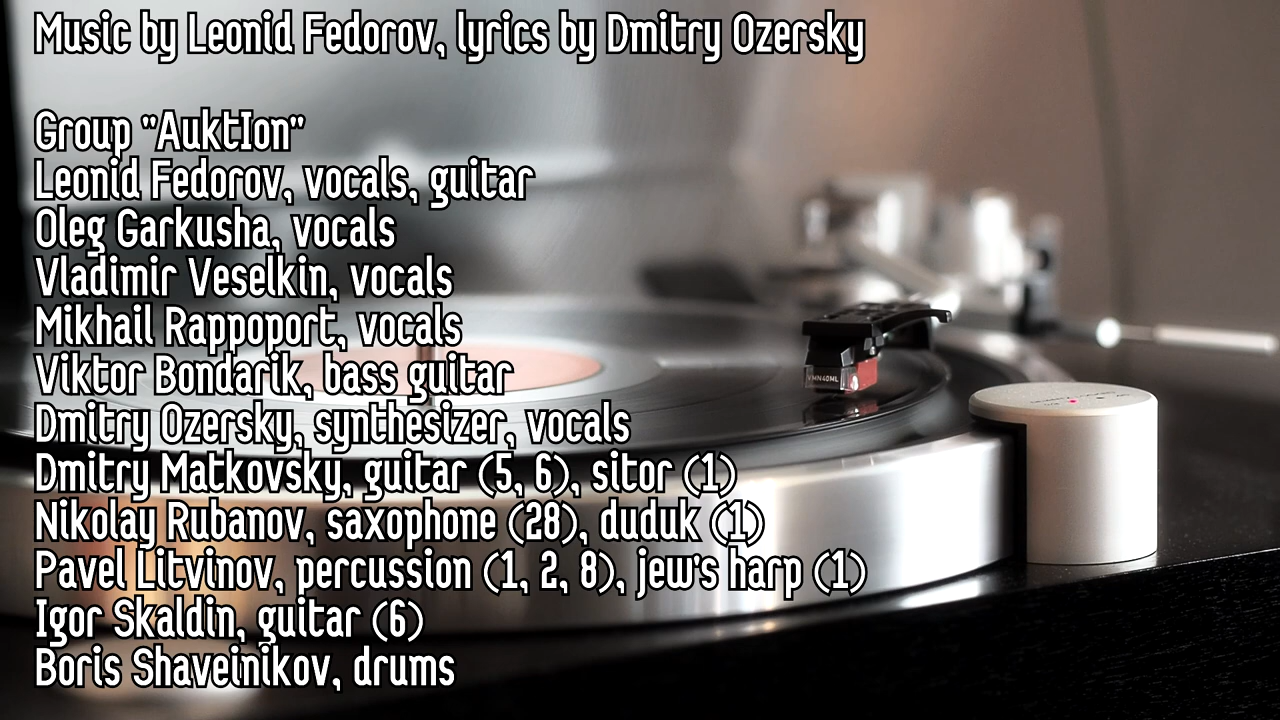 Music by Leonid Fedorov, lyrics by Dmitry Ozersky
Group "AuktIon"
Leonid Fedorov, vocals, guitar
Oleg Garkusha, vocals
Vladimir Veselkin, vocals
Mikhail Rappoport, vocals
Viktor Bondarik, bass guitar
Dmitry Ozersky, synthesizer, vocals
Dmitry Matkovsky, guitar (5, 6), sitor (1)
Nikolay Rubanov, saxophone (28), duduk (1)
Pavel Litvinov, percussion (1, 2, 8), jew's harp (1)
Igor Skaldin, guitar (6)
Boris Shaveinikov, drums
VMN40ML